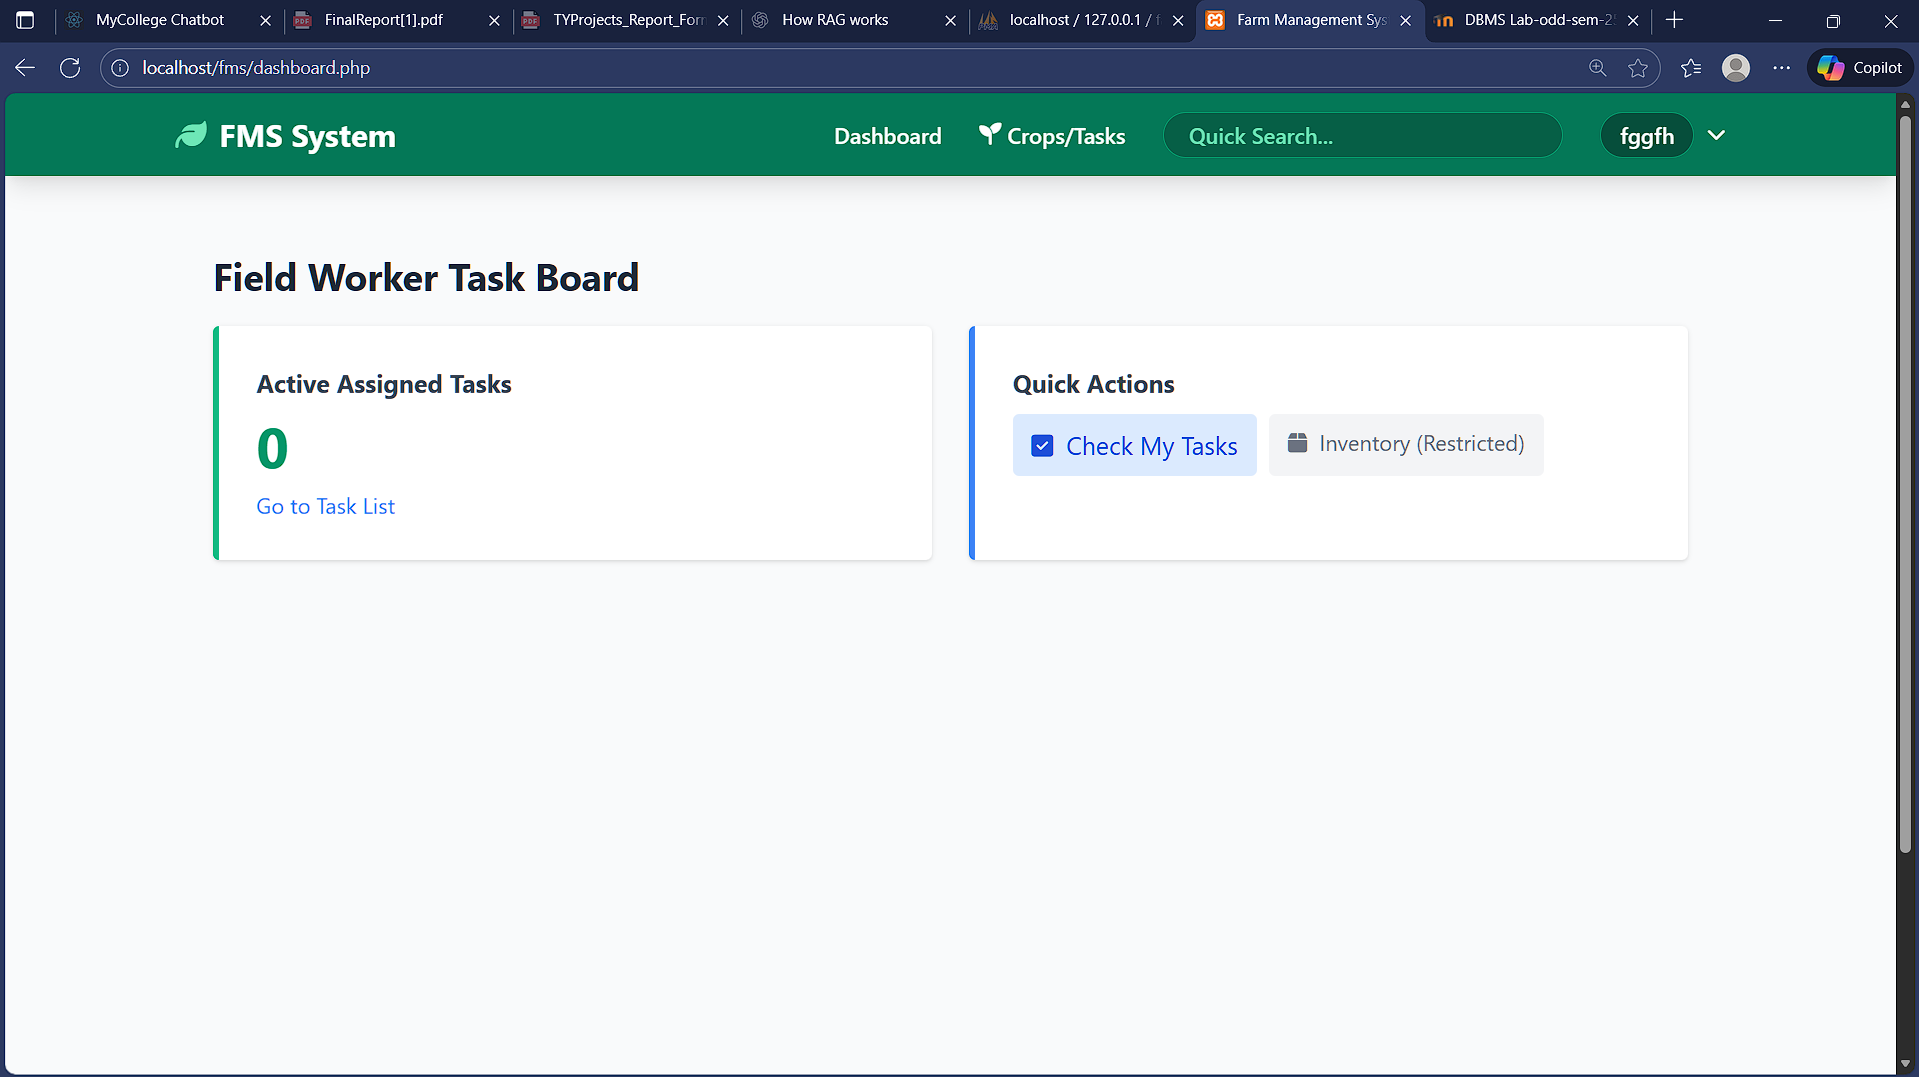 MyCollege Chatbot
FinalReport[1].pdf
TYProjects_Report_Forr
How RAG works
localhost / 127.0.0.1 / f
Farm Management Sys
DBMS Lab-odd-sem-2
localhost/fms/dashboard.php
Copilot
FMS System
Dashboard
Crops/Tasks
Quick Search...
fggfh
Field Worker Task Board
Active Assigned Tasks
0
Go to Task List
Quick Actions
Check My Tasks
Inventory (Restricted)